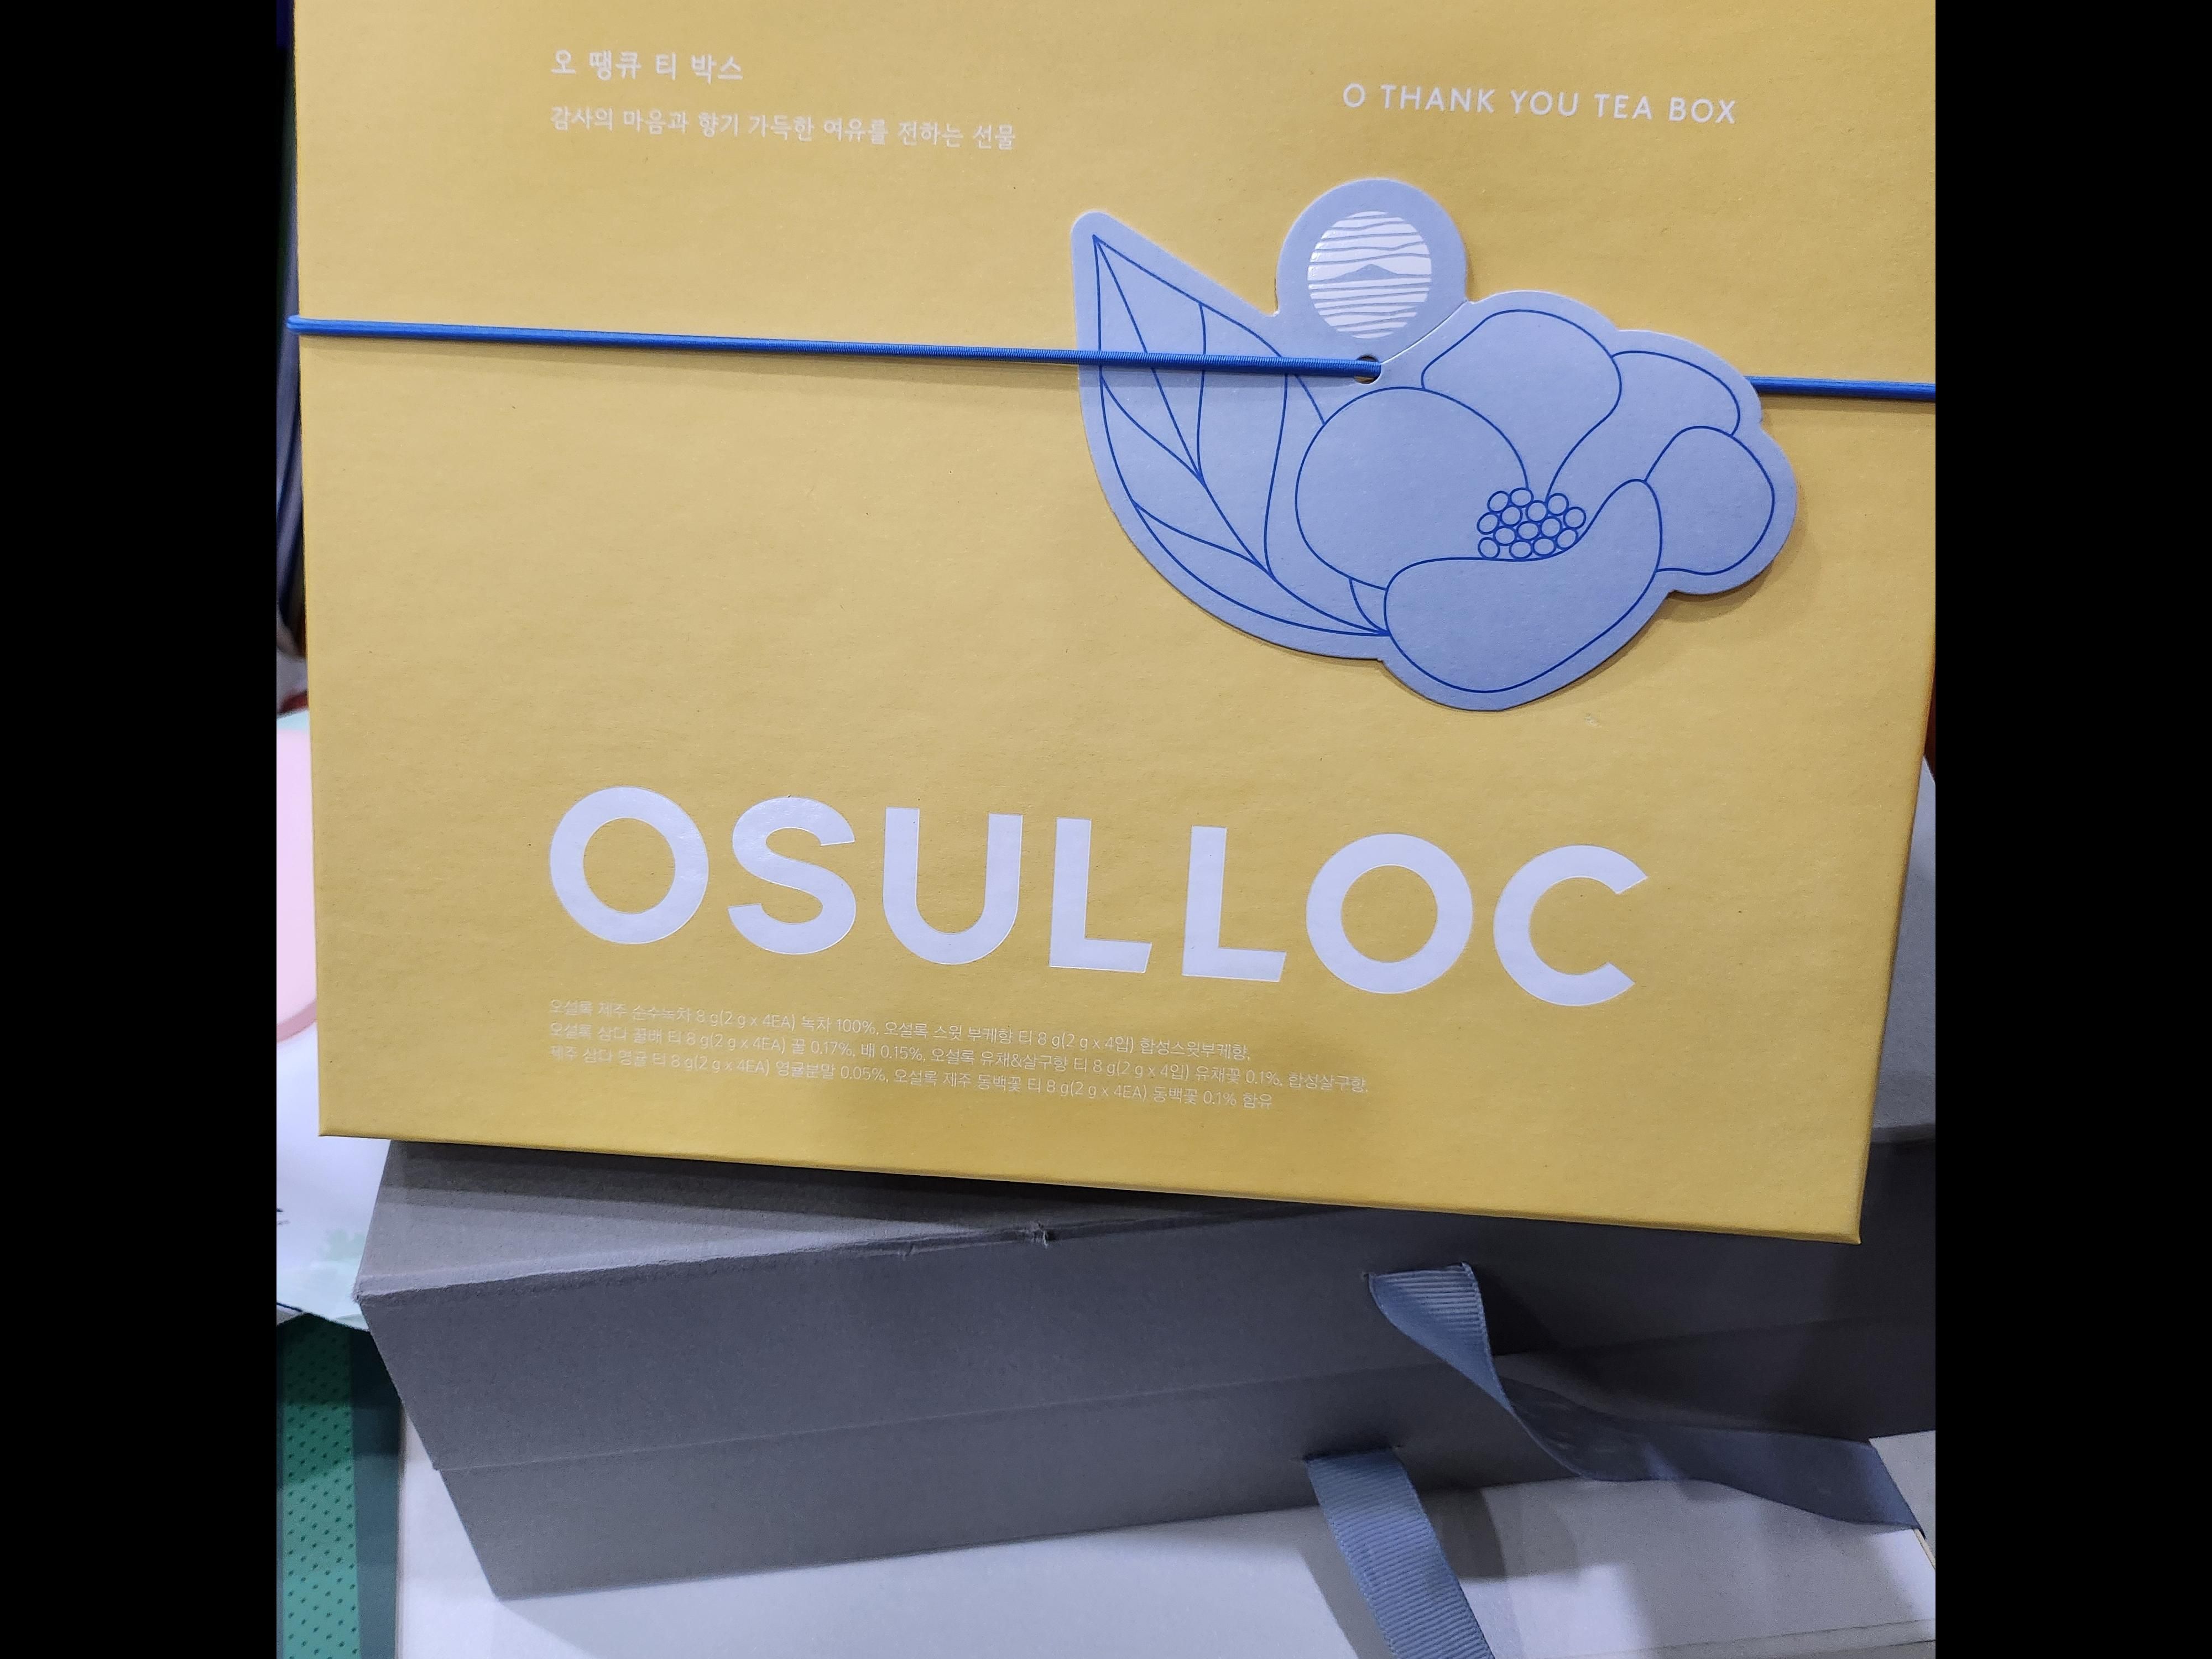 오 땡큐 티 박스
감사의 마음과 향기 가득한 여유를 전하는 선물
O THANK YOU TEA BOX
OSULLOC
오설록 제주 순수녹차 8 g(2 g x 4EA) 녹차 100%, 오설록 스윗 부케향 티 8 g(2 g x 4입) 합성스윗부케향,
오설록 삼다 꿀배 티 8 g(2 g x 4EA) 꿀 0.17%, 배 0.15%, 오설록 유채&살구향 티 8 g(2 g x 4입) 유채꽃 0.1%, 합성살구향,
제주 삼다 영귤 티 8 g(2 g x 4EA) 영귤분말 0.05%, 오설록 제주 동백꽃 티 8 g(2 g x 4EA) 동백꽃 0.1% 함유